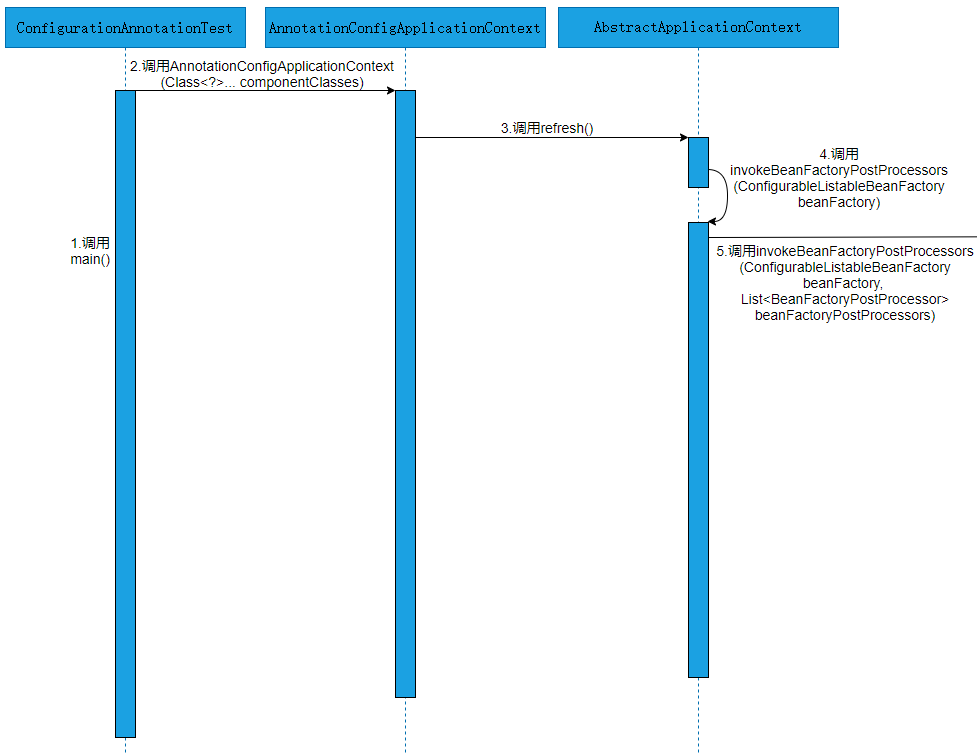 ConfigurationAnnotationTest
AnnotationConfigApplicationContext
AbstractApplicationContext
2.调用AnnotationConfigApplicationContext
(Class<?>... componentClasses)
3.调用refresh()
4.调用
invokeBeanFactoryPostProcessors
(ConfigurableListableBeanFactory
beanFactory)
1.调用
main()
5.调用invokeBeanFactoryPostProcessors
(ConfigurableListableBeanFactory
beanFactory,
List<BeanFactoryPostProcessor>
beanFactoryPostProcessors)